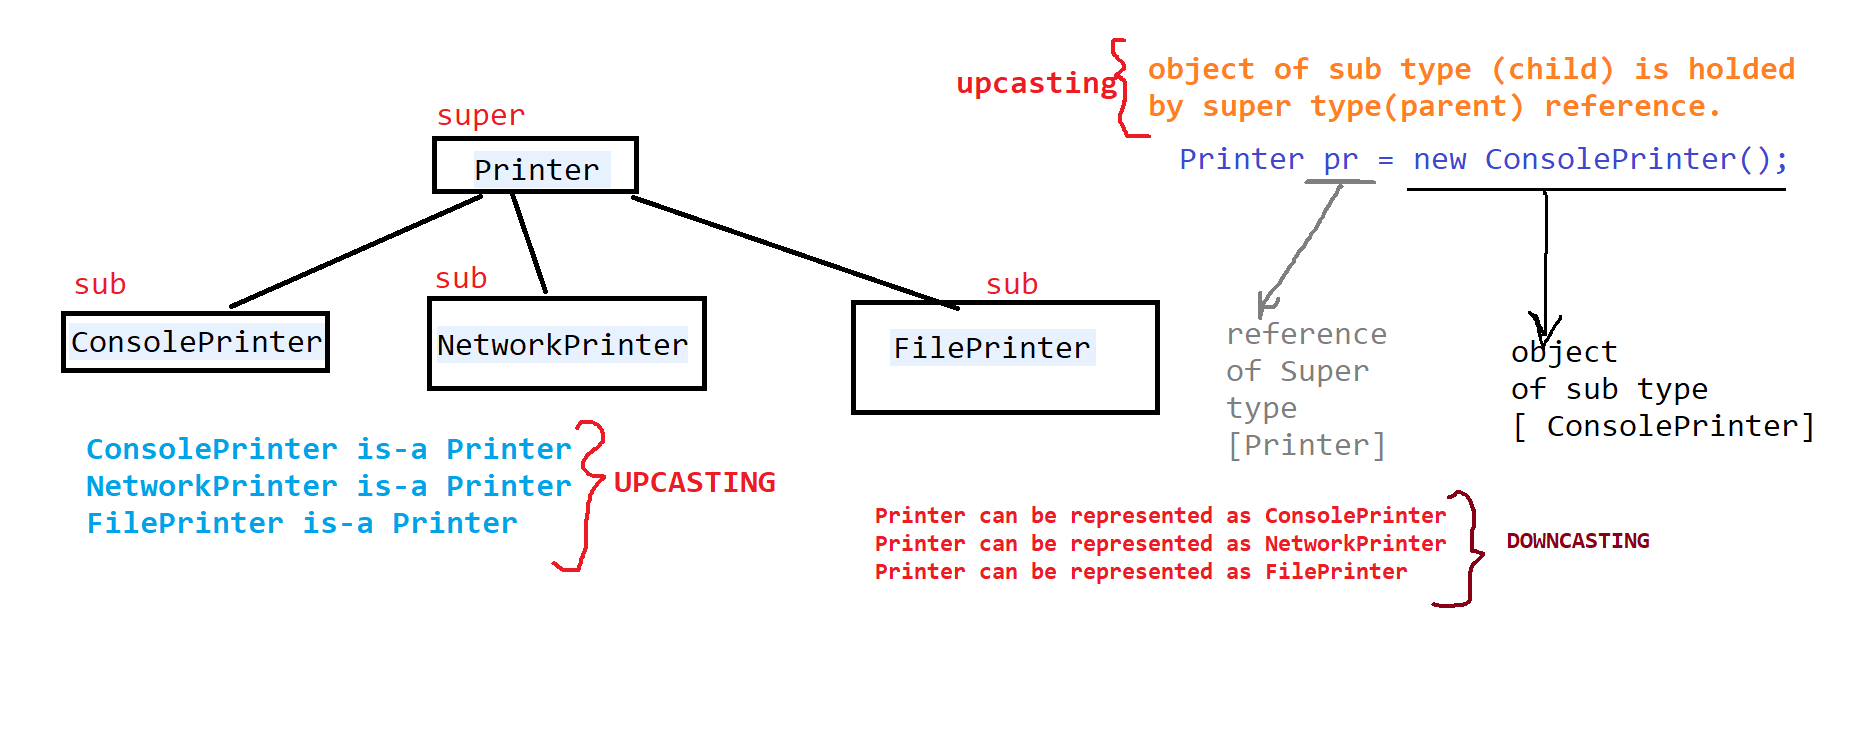 super
Printer
sub
ConsolePrinter
sub
NetworkPrinter
sub
FilePrinter
ConsolePrinter is-a Printer
NetworkPrinter is-a Printer
FilePrinter is-a Printer
UPCASTING
upcasting
object of sub type (child) is holded
by super type(parent) reference.
Printer pr = new ConsolePrinter();
reference
of Super
type
[Printer]
object
of sub type
[ ConsolePrinter]
Printer can be represented as ConsolePrinter
Printer can be represented as NetworkPrinter
Printer can be represented as FilePrinter
DOWNCASTING